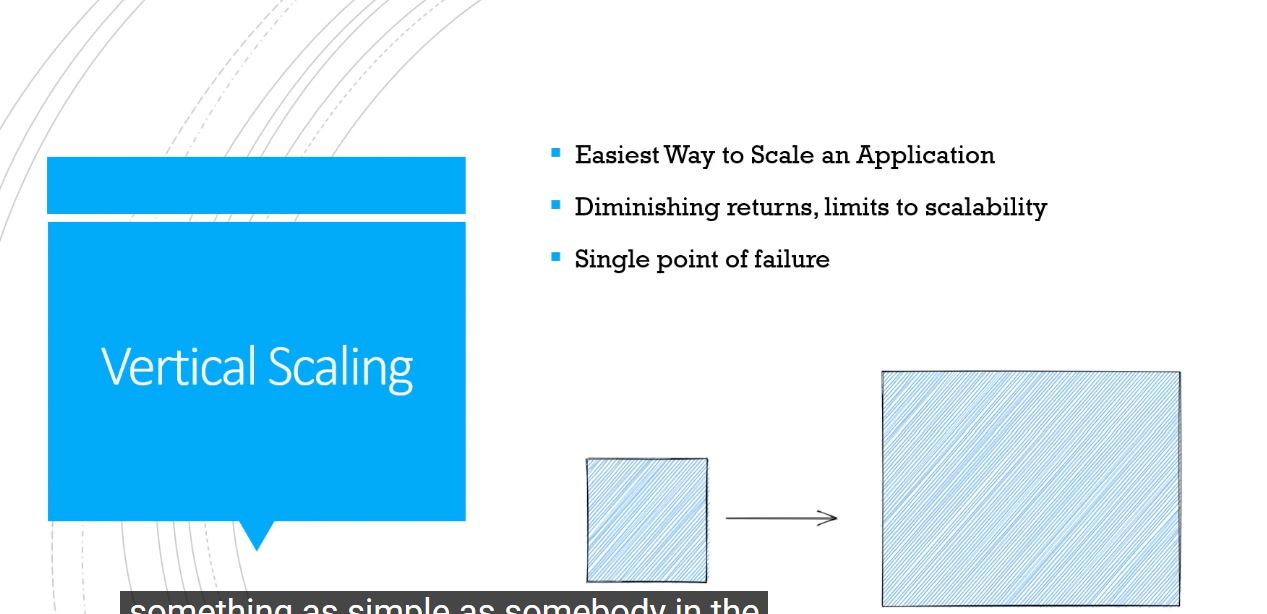 Vertical Scaling
Easiest Way to Scale an Application
Diminishing returns, limits to scalability
Single point of failure
something as simple as somebody in the